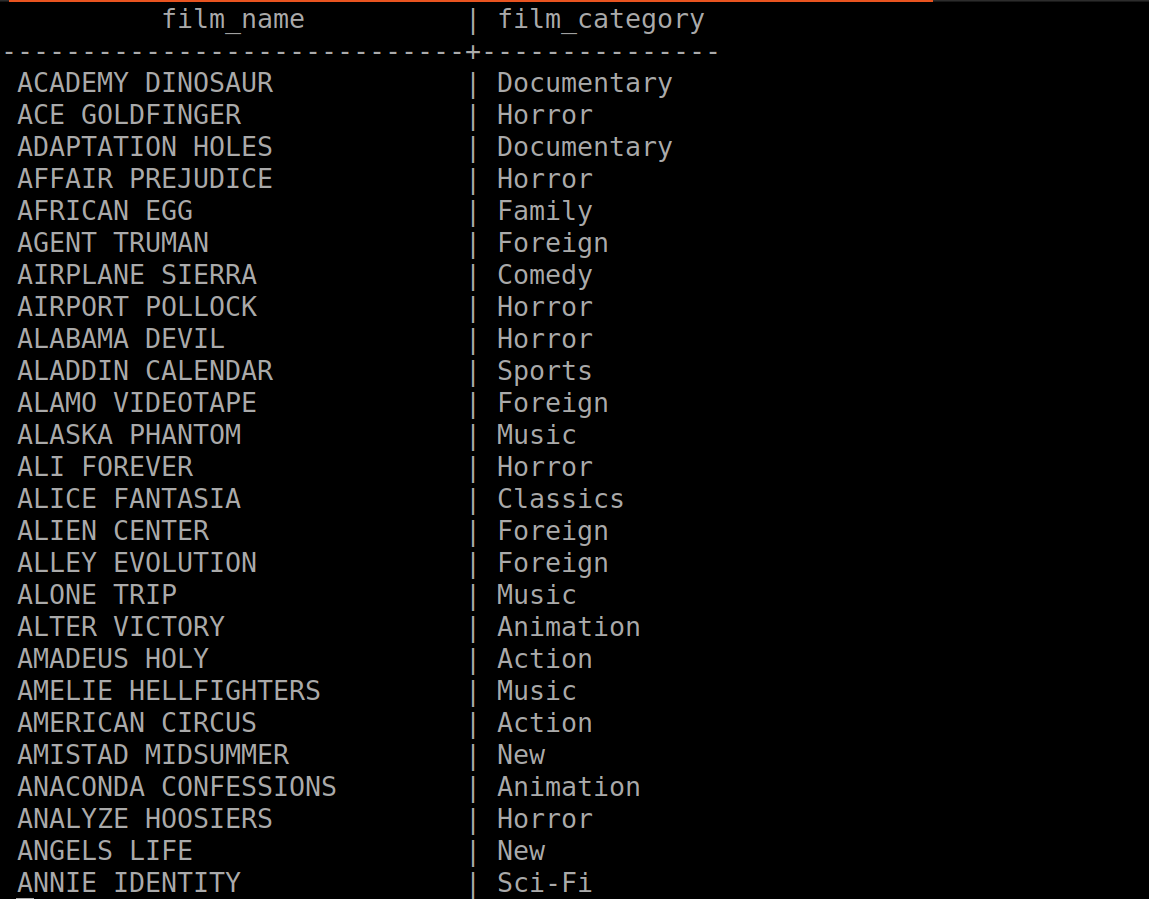 film_name | film_category
-----------------------------+---------------
ACADEMY DINOSAUR | Documentary
ACE GOLDFINGER | Horror
ADAPTATION HOLES | Documentary
AFFAIR PREJUDICE | Horror
AFRICAN EGG | Family
AGENT TRUMAN | Foreign
AIRPLANE SIERRA | Comedy
AIRPORT POLLOCK | Horror
ALABAMA DEVIL | Horror
ALADDIN CALENDAR | Sports
ALAMO VIDEOTAPE | Foreign
ALASKA PHANTOM | Music
ALI FOREVER | Horror
ALICE FANTASIA | Classics
ALIEN CENTER | Foreign
ALLEY EVOLUTION | Foreign
ALONE TRIP | Music
ALTER VICTORY | Animation
AMADEUS HOLY | Action
AMELIE HELLFIGHTERS | Music
AMERICAN CIRCUS | Action
AMISTAD MIDSUMMER | New
ANACONDA CONFESSIONS | Animation
ANALYZE HOOSIERS | Horror
ANGELS LIFE | New
ANNIE IDENTITY | Sci-Fi